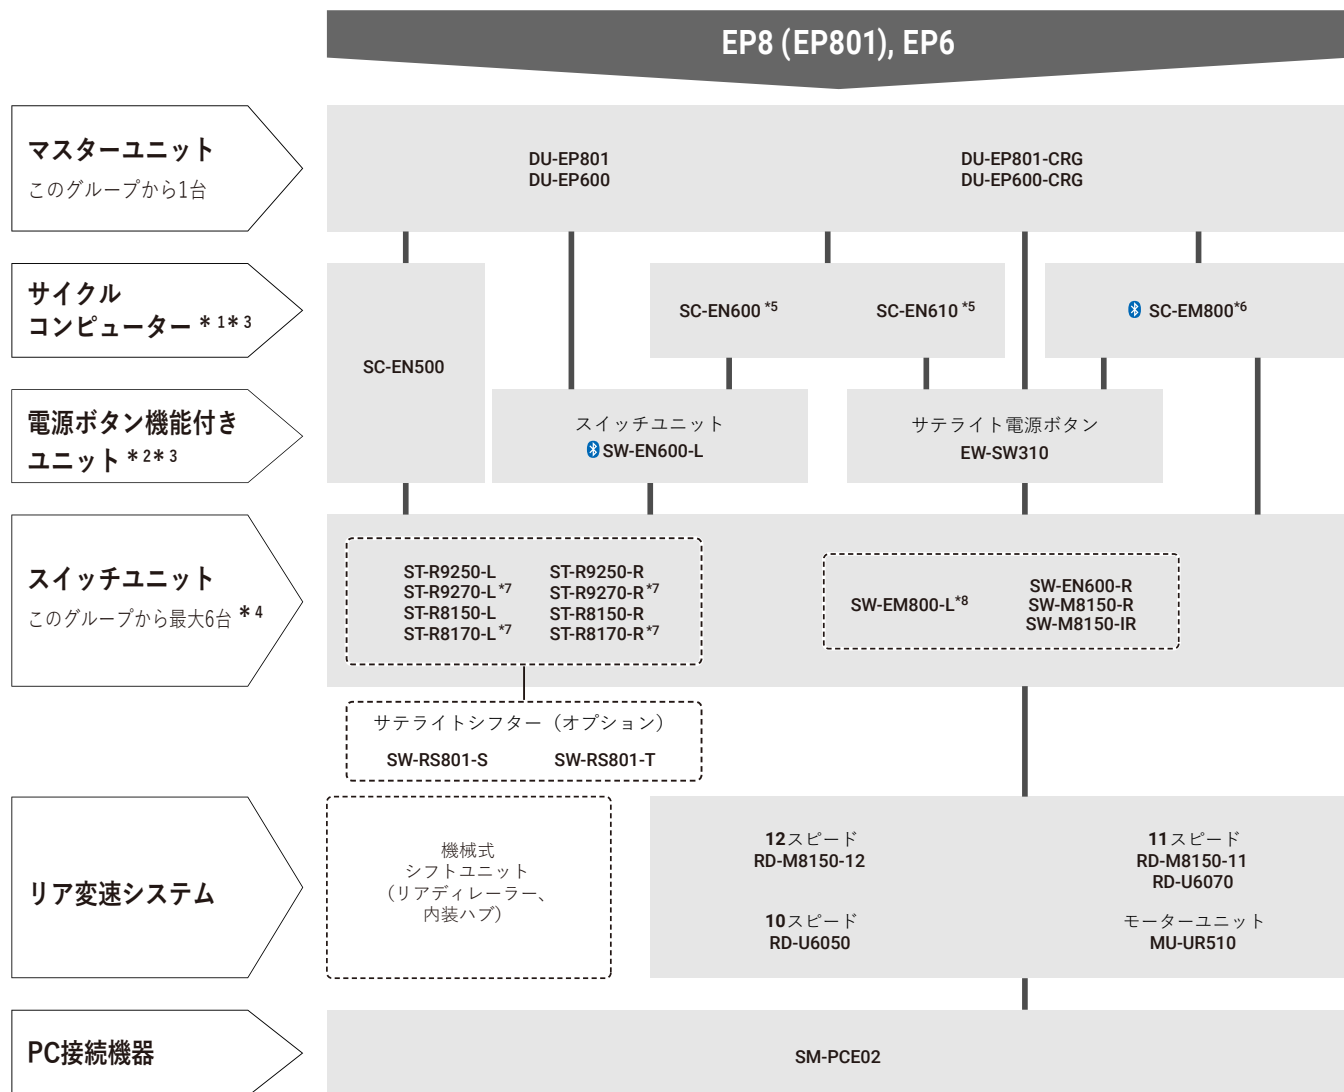 EP8 (EP801), EP6
マスターユニット
このグループから1台
DU-EP801
DU-EP600
DU-EP801-CRG
DU-EP600-CRG
サイクル
コンピューター *1*3
SC-EN500
SC-EN600 *5
SC-EN610 *5
SC-EM800*6
電源ボタン機能付き
ユニット *2*3
スイッチユニット
SW-EN600-L
サテライト電源ボタン
EW-SW310
スイッチユニット
このグループから最大6台 *4
ST-R9250-L
ST-R9270-L*7
ST-R8150-L
ST-R8170-L*7
ST-R9250-R
ST-R9270-R*7
ST-R8150-R
ST-R8170-R*7
SW-EM800-L*8
SW-EN600-R
SW-M8150-R
SW-M8150-IR
サテライトシフター（オプション）
SW-RS801-S
SW-RS801-T
リア変速システム
機械式
シフトユニット
（リアディレーラー、
内装ハブ）
12スピード
RD-M8150-12
11スピード
RD-M8150-11
RD-U6070
10スピード
RD-U6050
モーターユニット
MU-UR510
PC接続機器
SM-PCE02